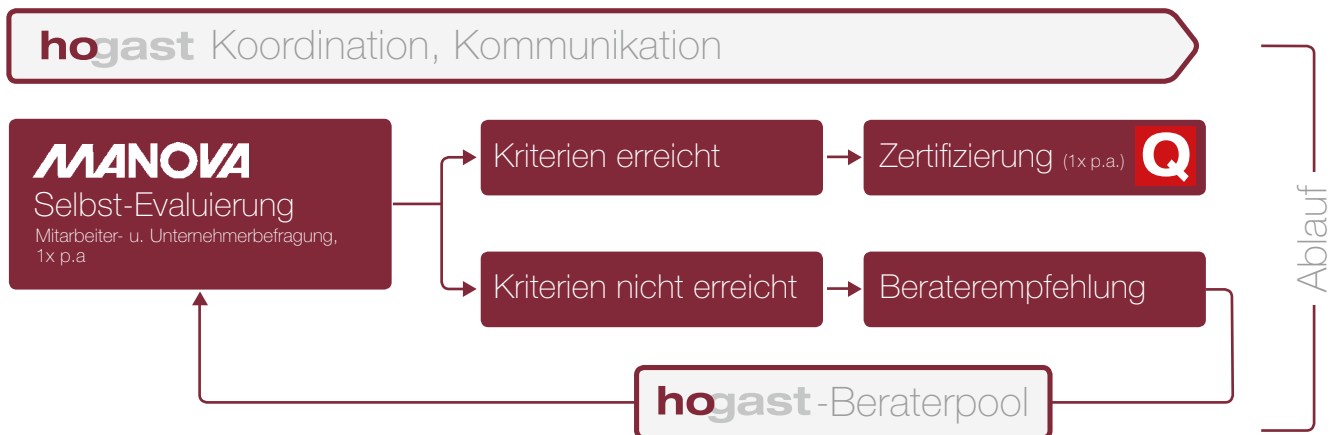 hogast Koordination, Kommunikation
MANOVA
Selbst-Evaluierung
Mitarbeiter- u. Unternehmerbefragung,
1x p.a
Kriterien erreicht
Zertifizierung (1x p.a.) Q
Kriterien nicht erreicht
Beraterempfehlung
hogast-Beraterpool
Ablauf